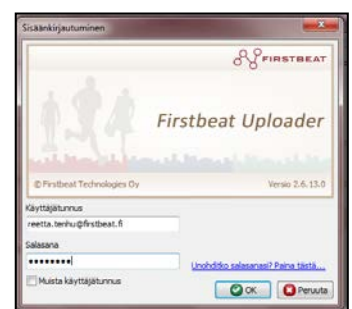 Sisäänkirjautuminen
FIRSTBEAT
Firstbeat Uploader
© Firstbeat Technologies Oy
Versio 2.6.13.0
Käyttäjätunnus
reetta.tenhu@firstbeat.fi
Salasana
••••••••
Unohditko salasanasi? Paina tästä...
Muista käyttäjätunnus
OK
Peruuta